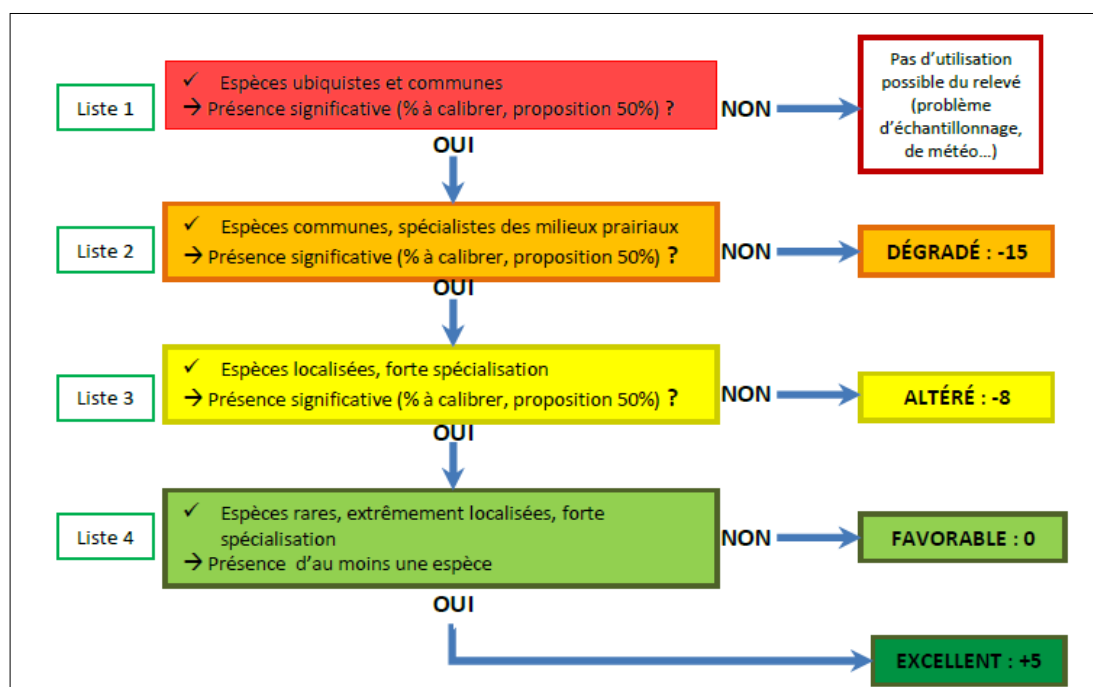 Liste 1
✓ Espèces ubiquistes et communes
→ Présence significative (% à calibrer, proposition 50%) ?
NON
Pas d'utilisation
possible du relevé
(problème
d'échantillonnage,
de météo...)
OUI
Liste 2
✓ Espèces communes, spécialistes des milieux prairiaux
→ Présence significative (% à calibrer, proposition 50%) ?
NON
DÉGRADÉ : -15
OUI
Liste 3
✓ Espèces localisées, forte spécialisation
→ Présence significative (% à calibrer, proposition 50%) ?
NON
ALTÉRÉ : -8
OUI
Liste 4
✓ Espèces rares, extrêmement localisées, forte
spécialisation
→ Présence d'au moins une espèce
NON
FAVORABLE : 0
OUI
EXCELLENT : +5